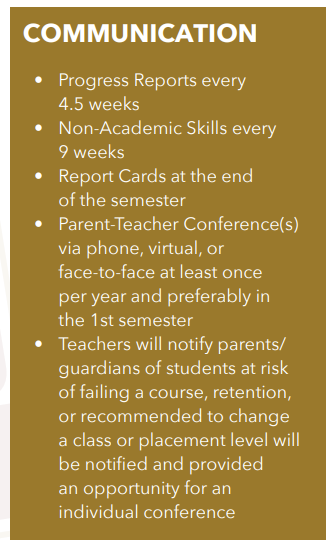 COMMUNICATION
• Progress Reports every
4.5 weeks
• Non-Academic Skills every
9 weeks
• Report Cards at the end
of the semester
• Parent-Teacher Conference(s)
via phone, virtual, or
face-to-face at least once
per year and preferably in
the 1st semester
• Teachers will notify parents/
guardians of students at risk
of failing a course, retention,
or recommended to change
a class or placement level will
be notified and provided
an opportunity for an
individual conference